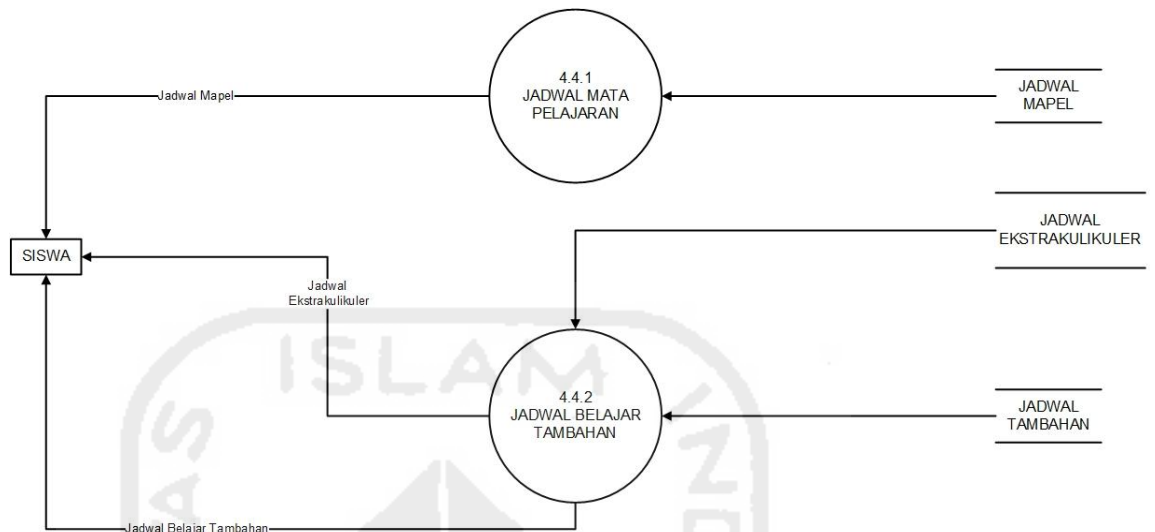 4.4.1
JADWAL MATA
PELAJARAN
Jadwal Mapel
JADWAL
MAPEL
JADWAL
EKSTRAKULIKULER
SISWA
Jadwal
Ekstrakulikuler
ISLAM
4.4.2
JADWAL BELAJAR
TAMBAHAN
JADWAL
TAMBAHAN
Jadwal Belajar Tambahan